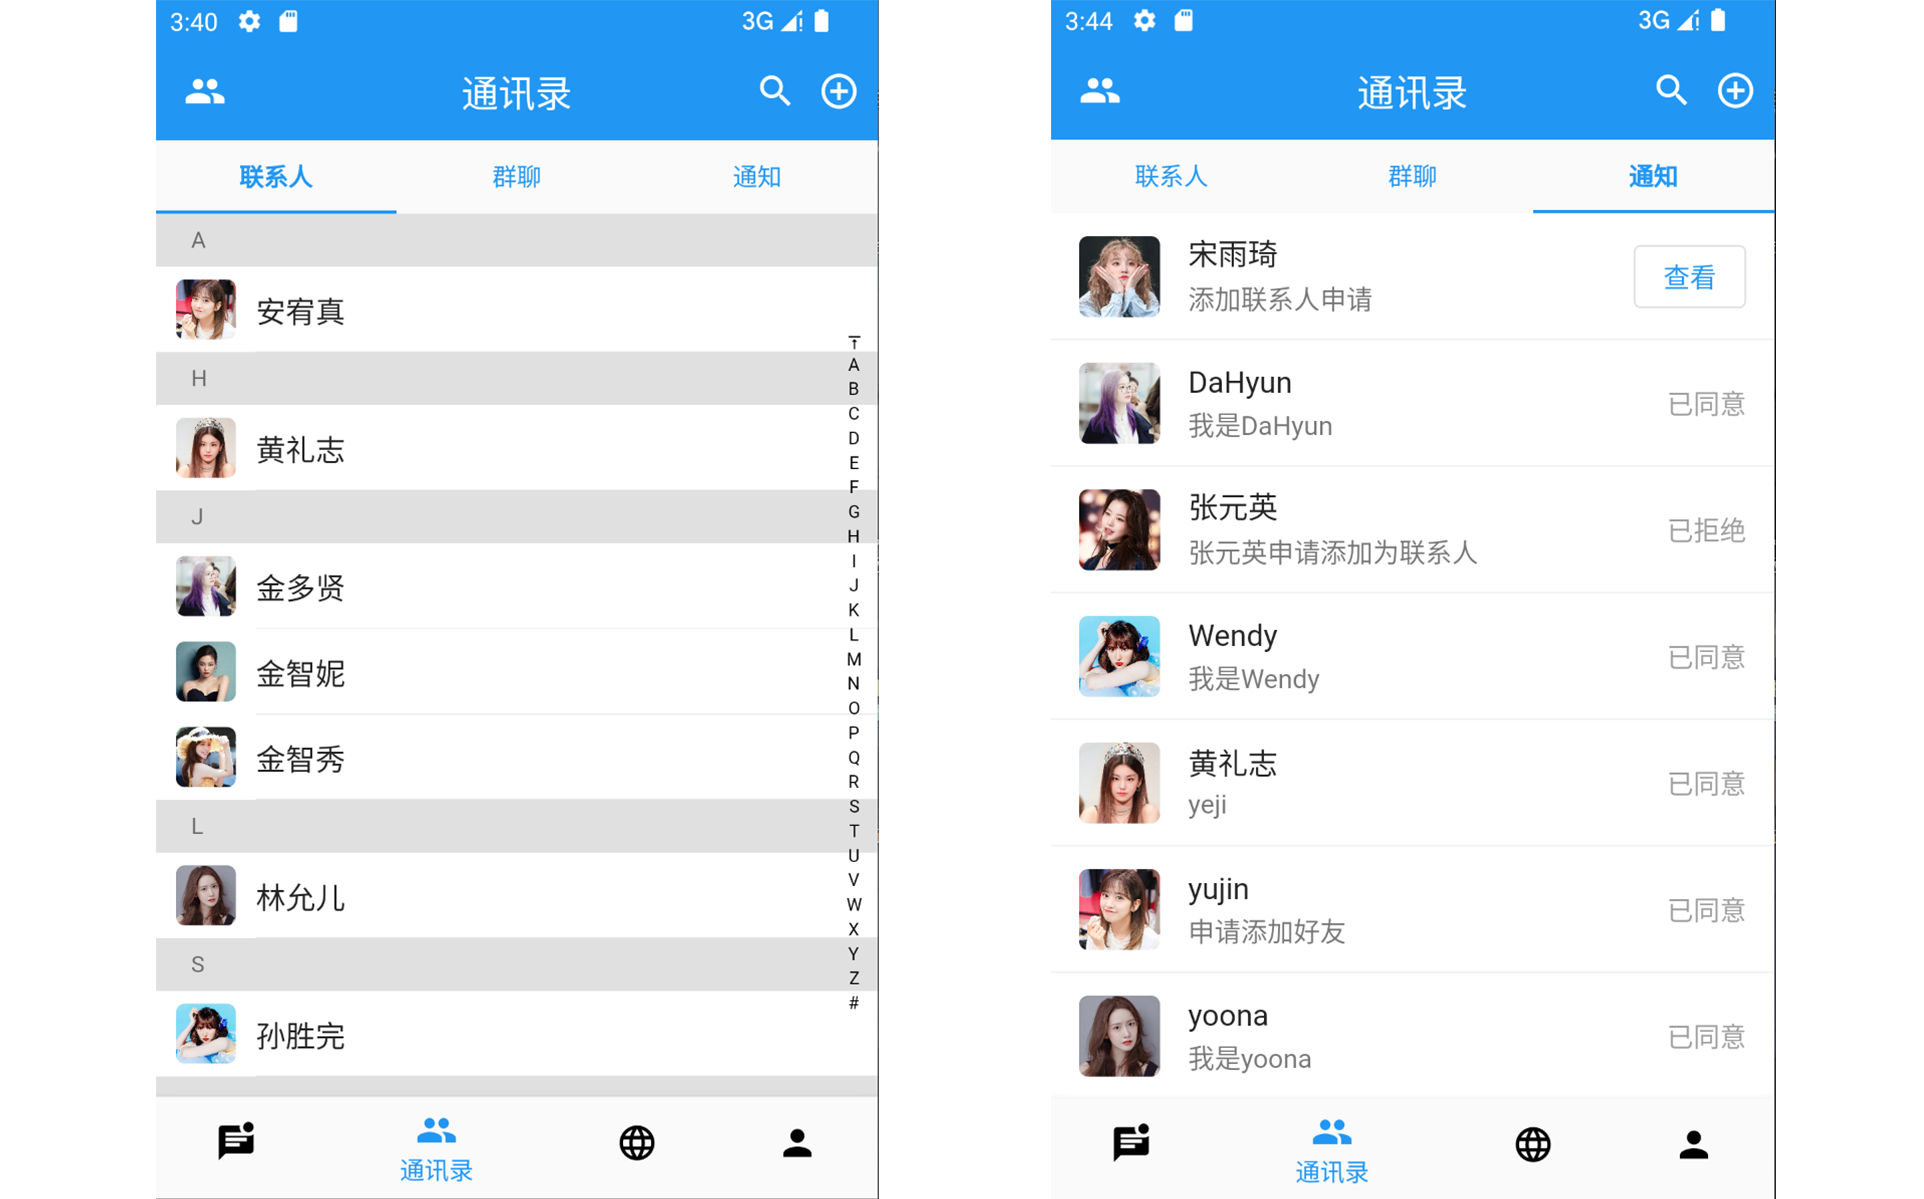 3:40
3G
通讯录
联系人 群聊 通知
A
安宥真
H
黄礼志
J
金多贤
金智妮
金智秀
L
林允儿
S
孙胜完
A
B
C
D
E
F
G
H
I
J
K
L
M
N
O
P
Q
R
S
T
U
V
W
X
Y
Z
#
通讯录
3:44
3G
通讯录
联系人 群聊 通知
宋雨琦
添加联系人申请
查看
DaHyun
我是DaHyun
已同意
张元英
张元英申请添加为联系人
已拒绝
Wendy
我是Wendy
已同意
黄礼志
yeji
已同意
yujin
申请添加好友
已同意
yoona
我是yoona
已同意
通讯录